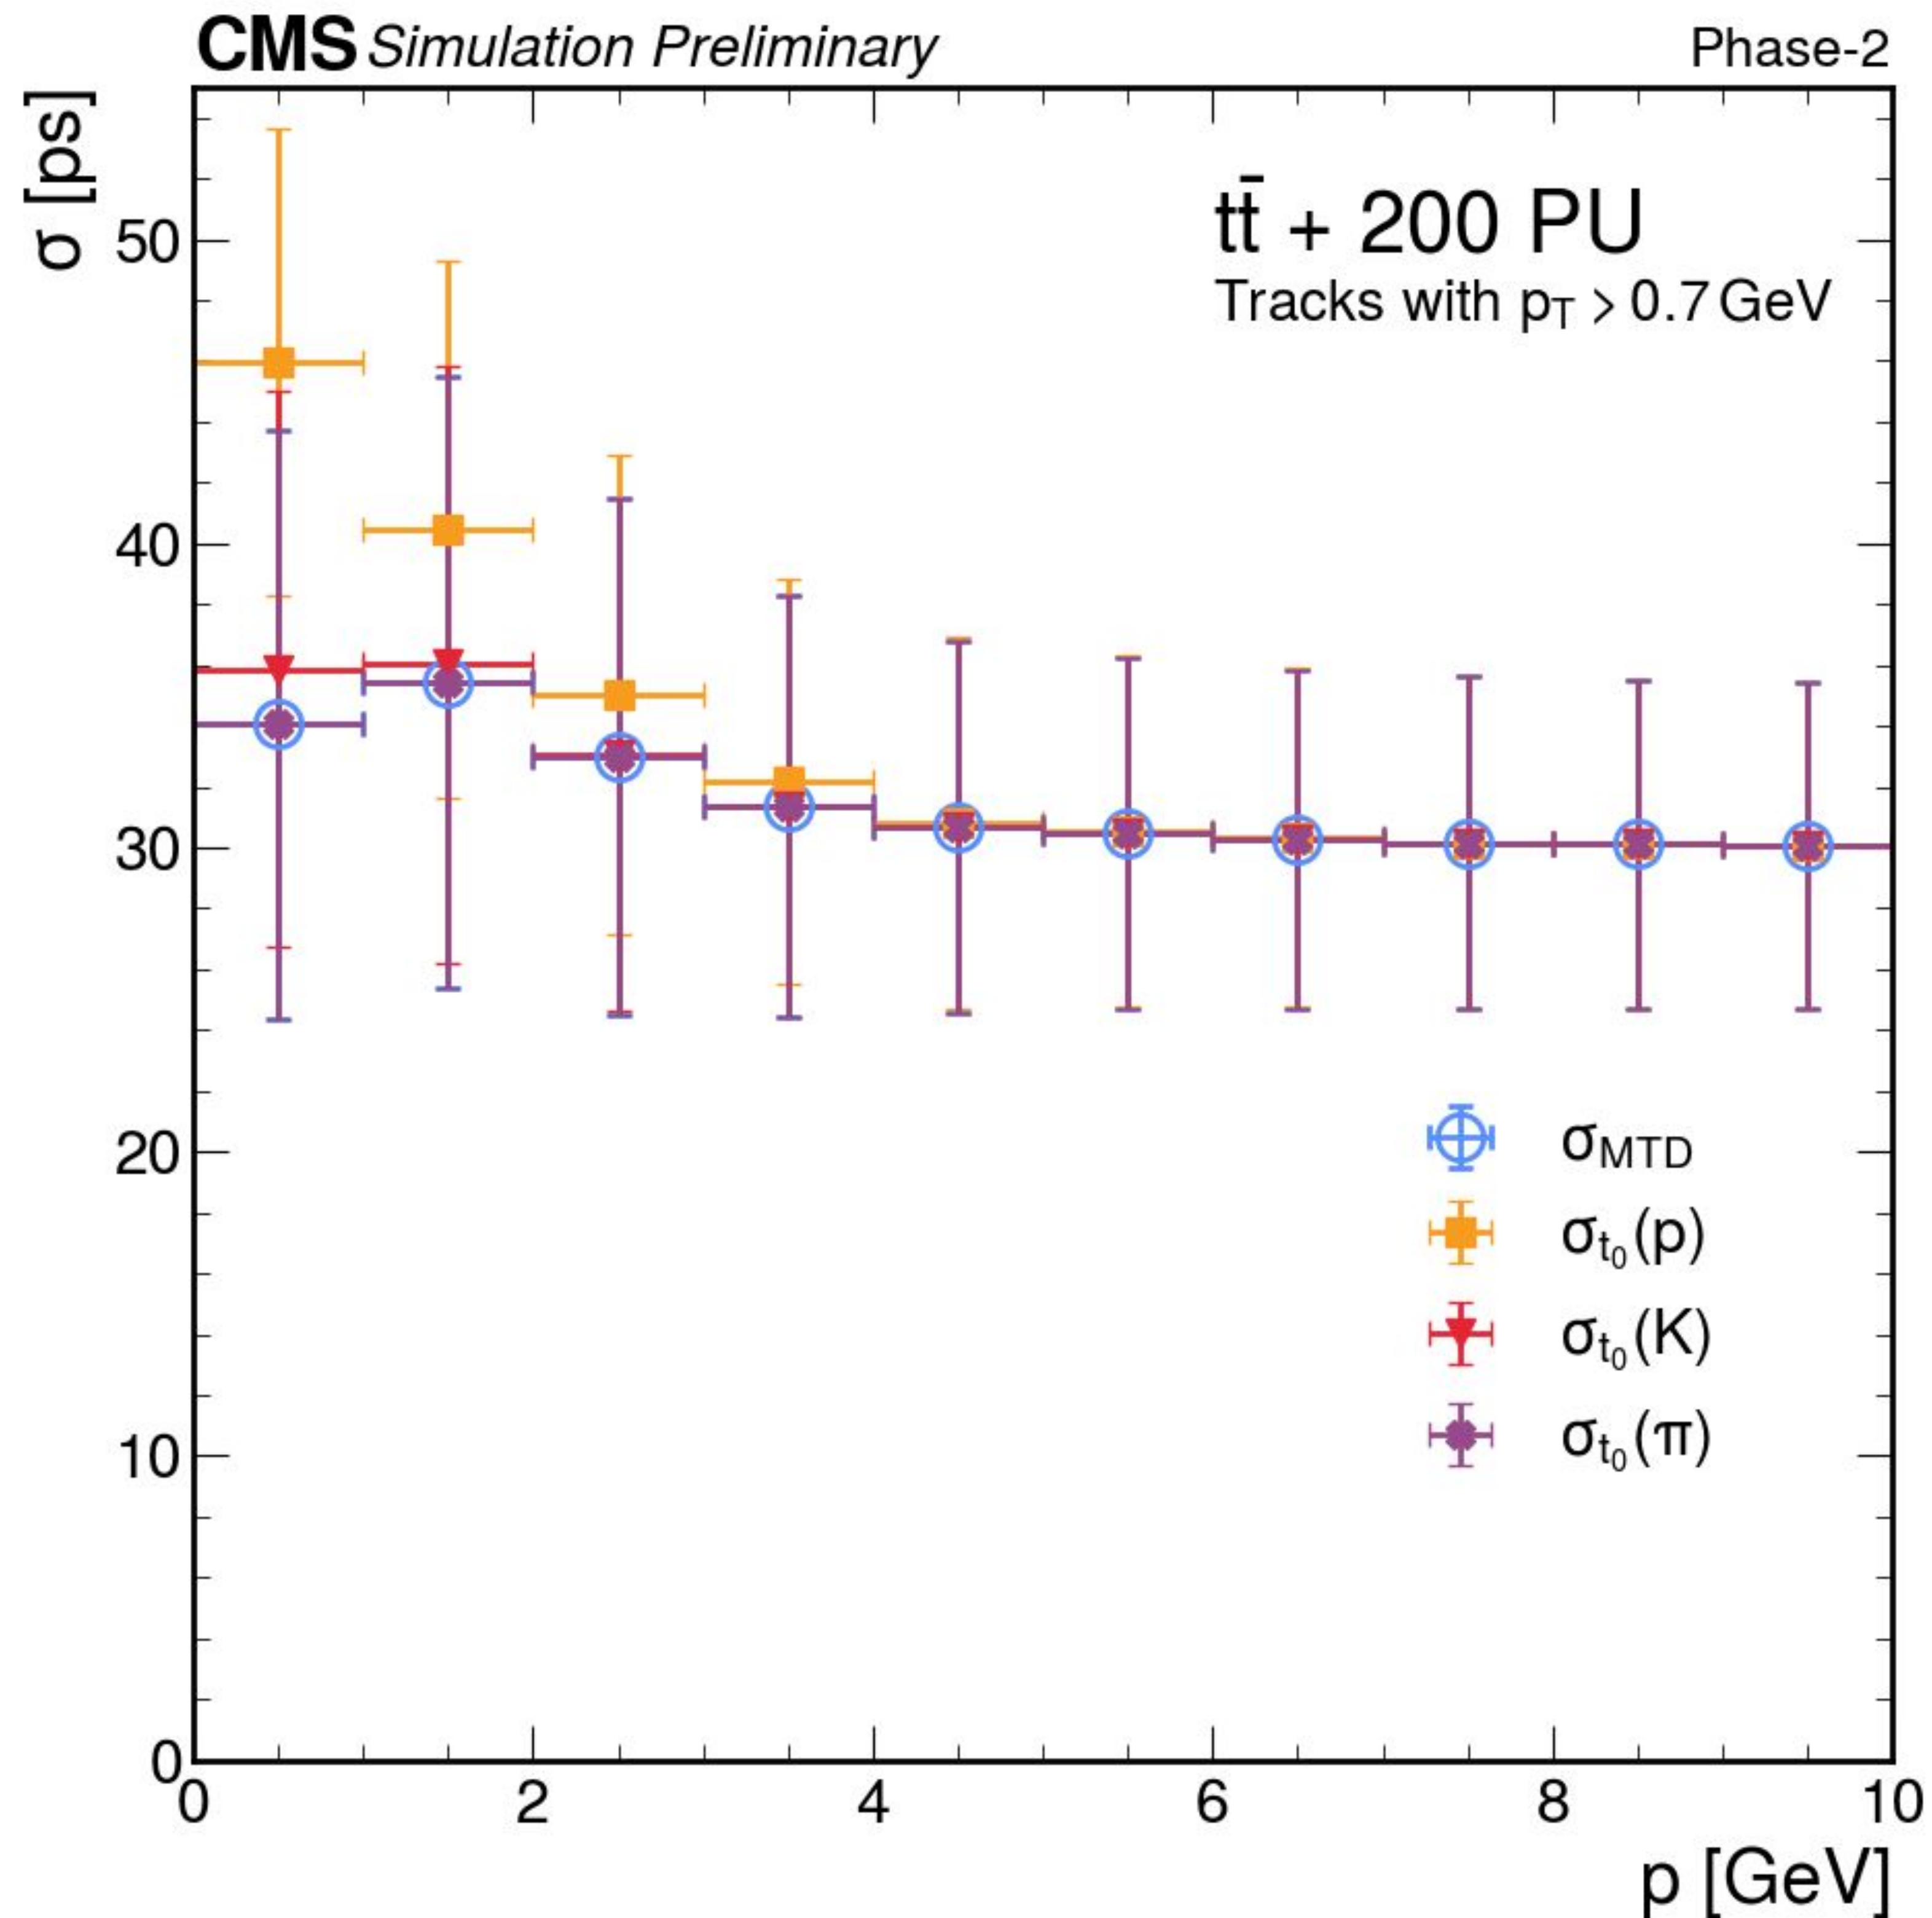 CMS Simulation Preliminary
Phase-2
σ [ps]
tt̄ + 200 PU
Tracks with pT > 0.7 GeV
50
40
30
20
10
0
σMTD
σt0(p)
σt0(K)
σt0(π)
0 2 4 6 8 10
p [GeV]